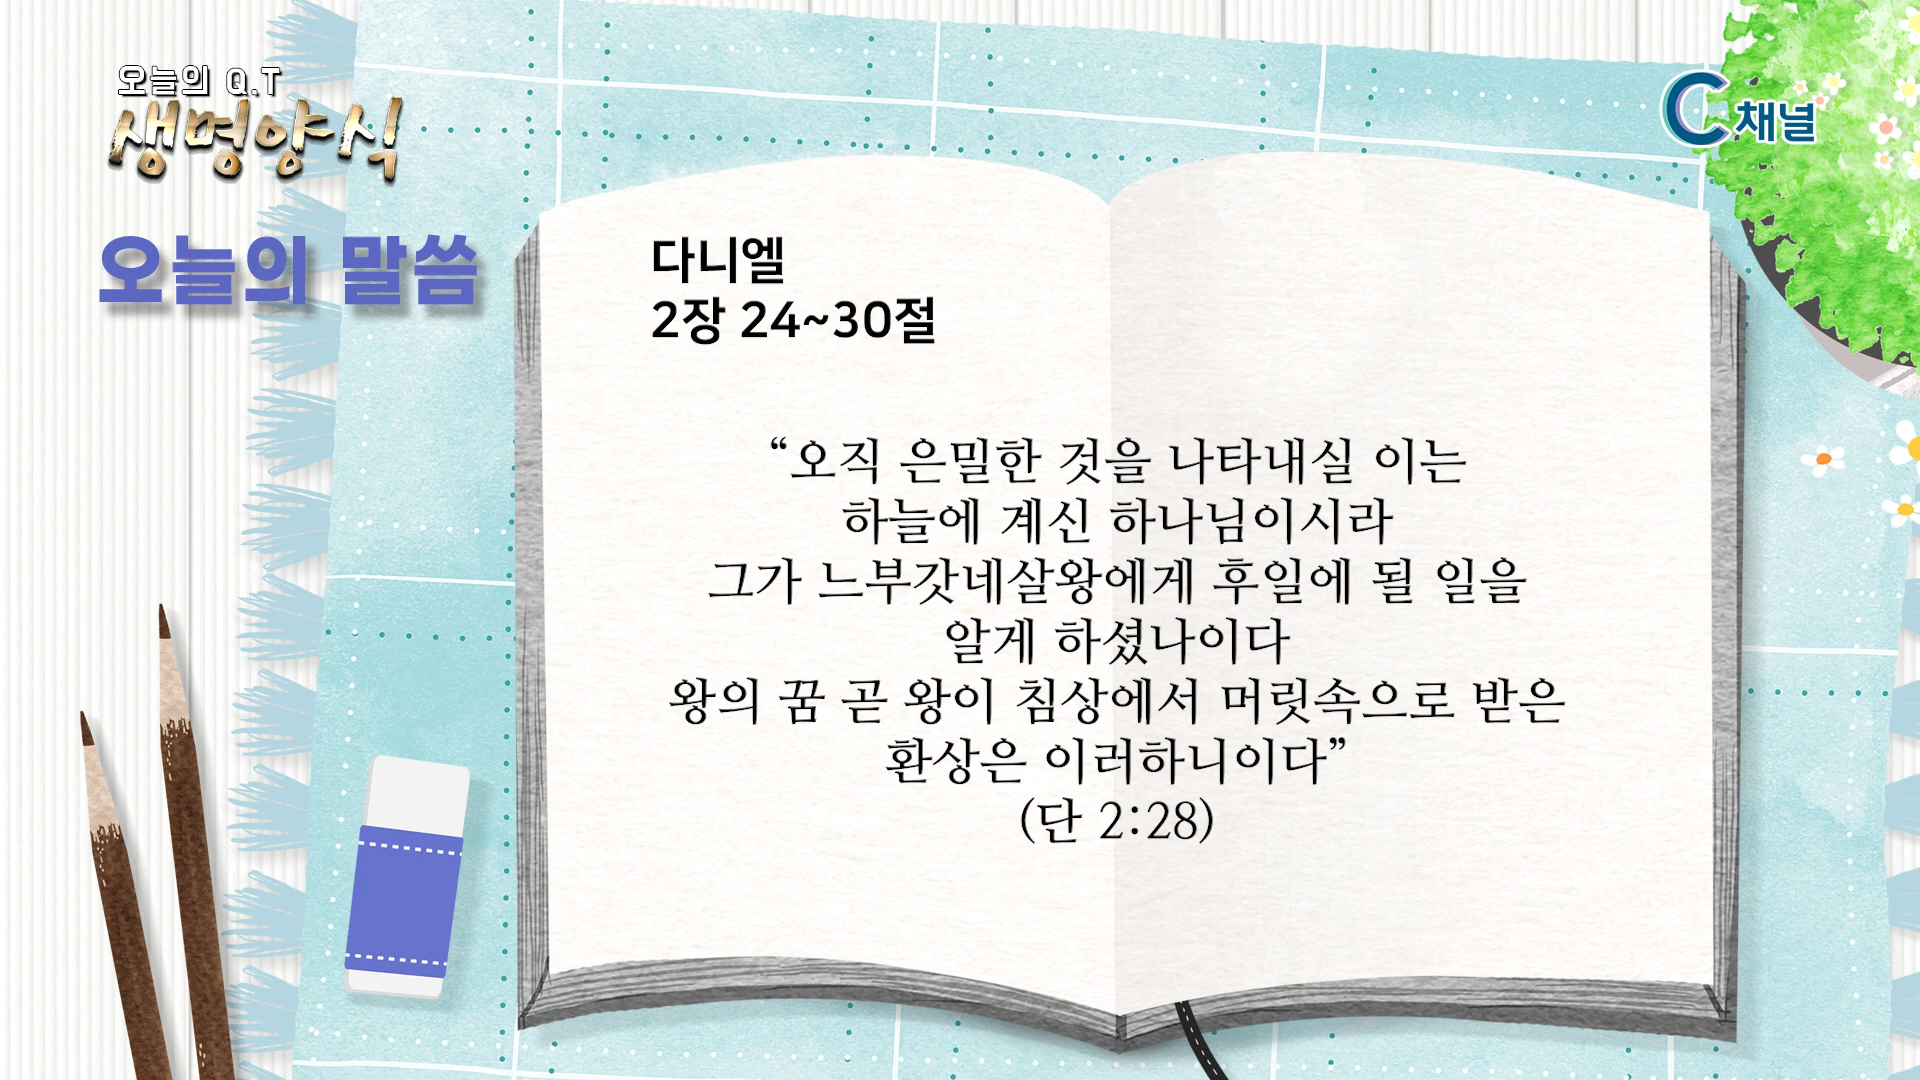 오늘의 Q.T
생명양식
C채널
오늘의 말씀
다니엘
2장 24~30절
“오직 은밀한 것을 나타내실 이는
하늘에 계신 하나님이시라
그가 느부갓네살왕에게 후일에 될 일을
알게 하셨나이다
왕의 꿈 곧 왕이 침상에서 머릿속으로 받은
환상은 이러하니이다”
(단 2:28)